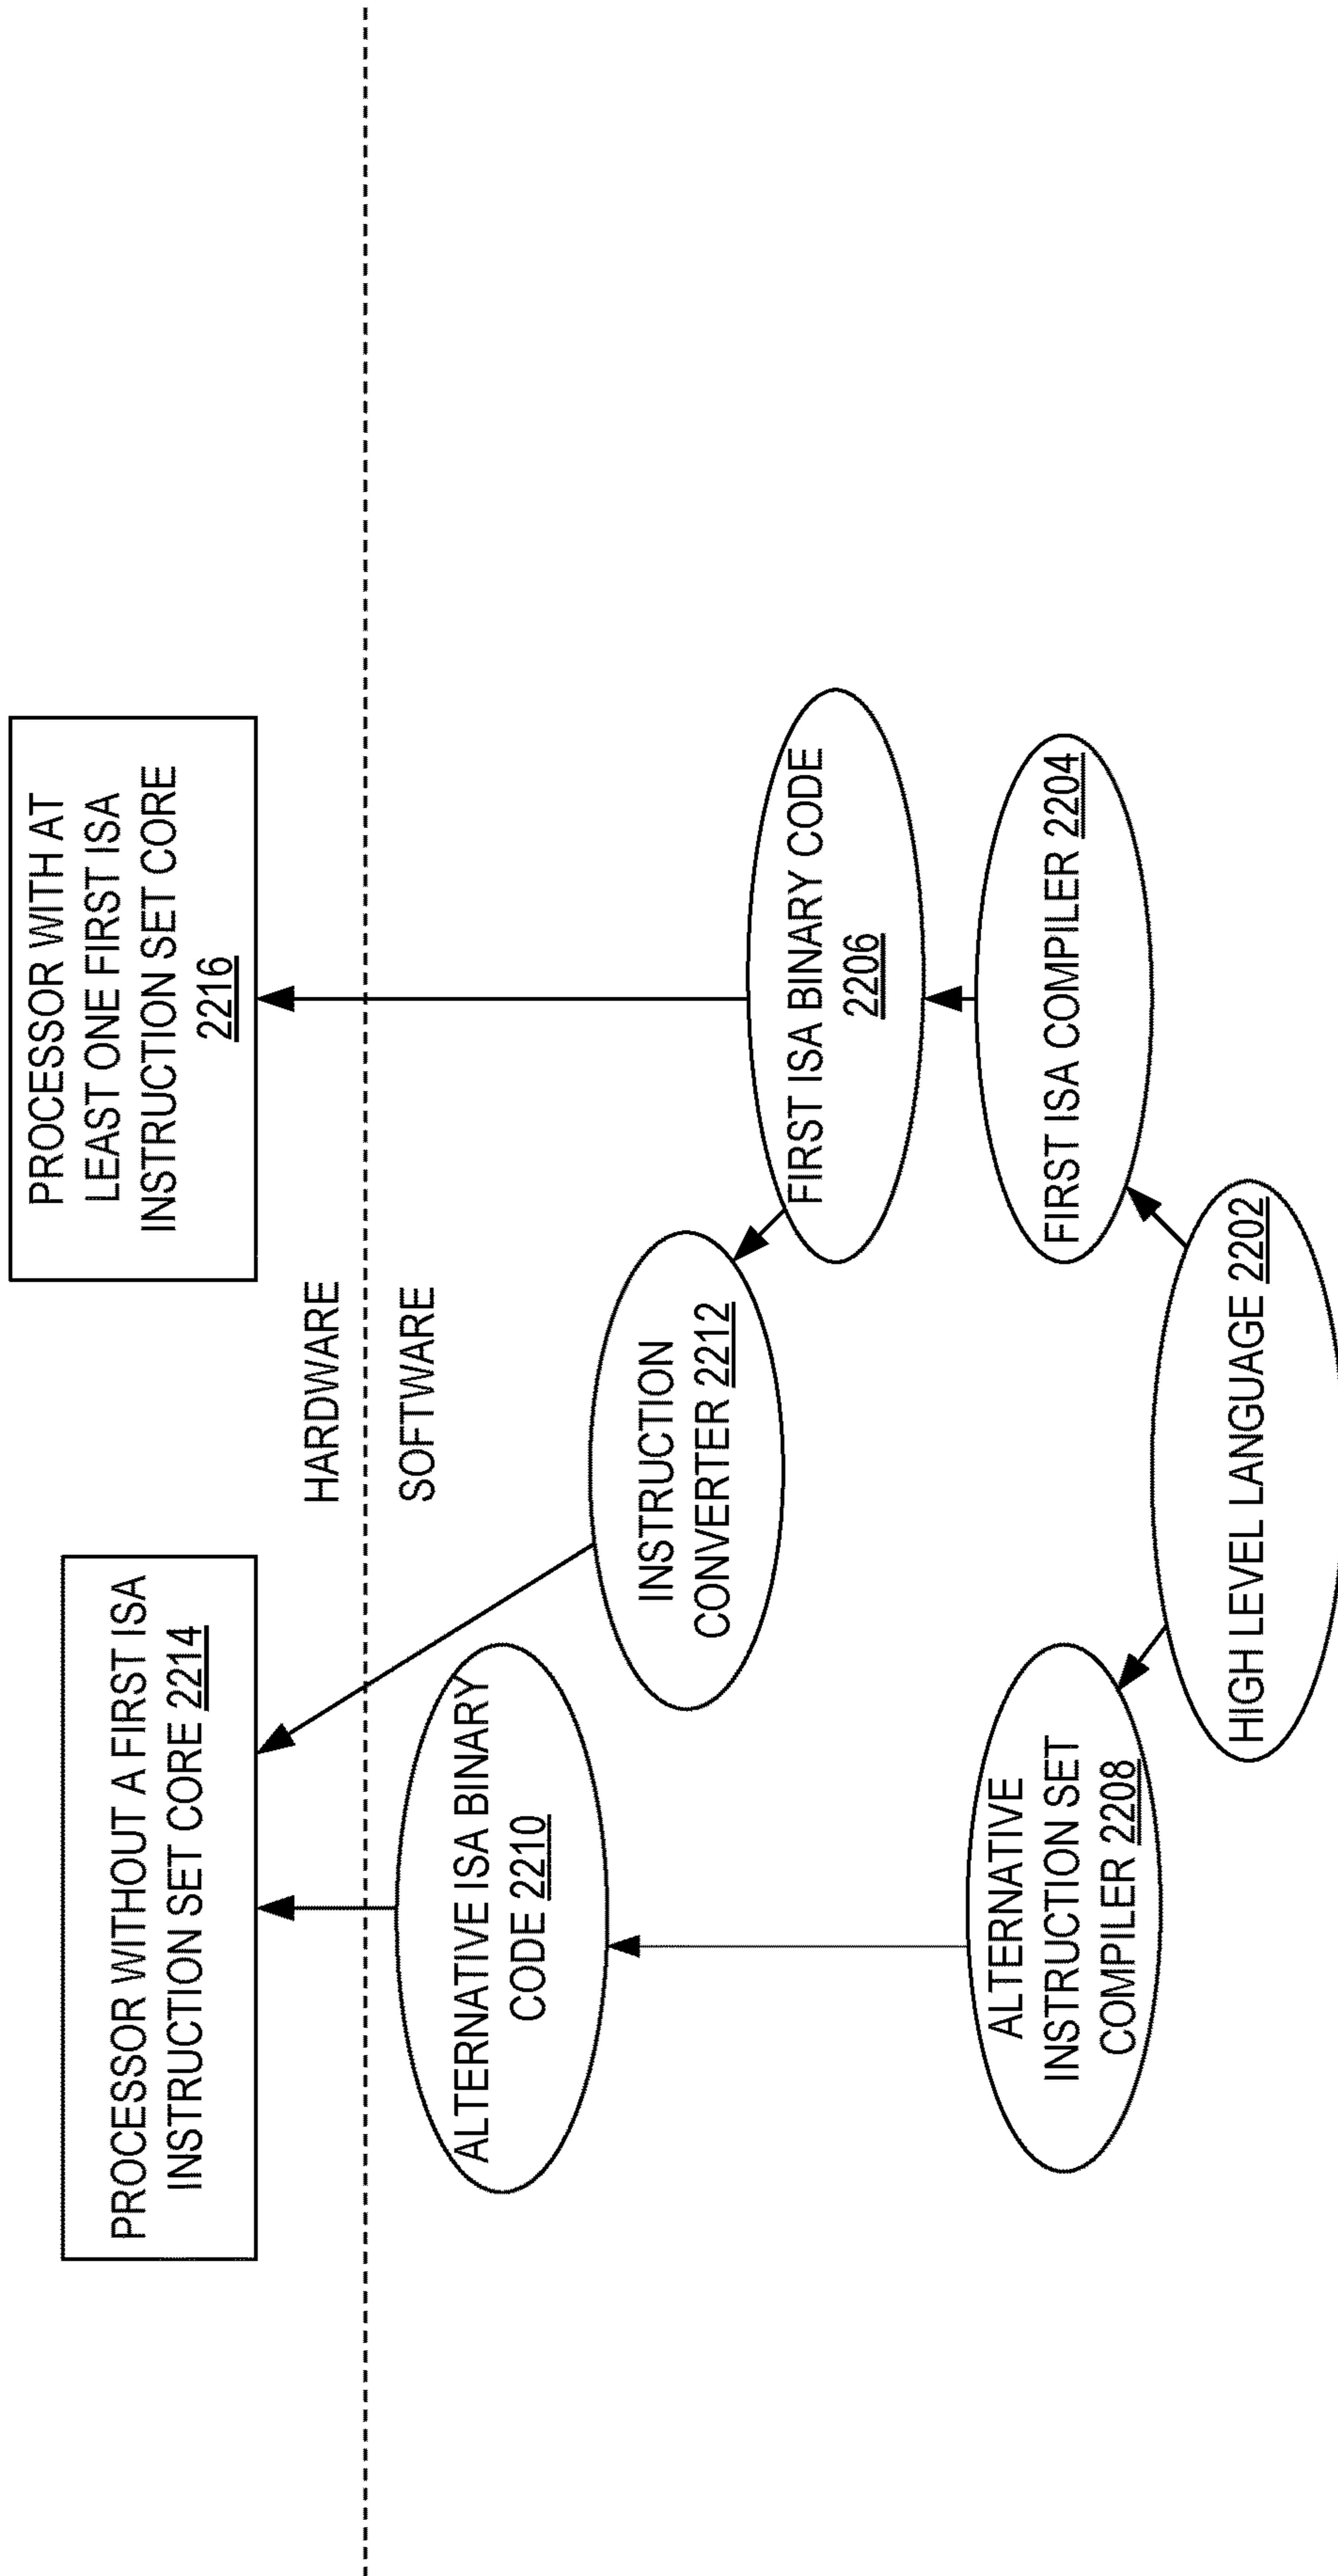 PROCESSOR WITHOUT A FIRST ISA
INSTRUCTION SET CORE 2214
PROCESSOR WITH AT
LEAST ONE FIRST ISA
INSTRUCTION SET CORE
2216
HARDWARE
SOFTWARE
ALTERNATIVE ISA BINARY
CODE 2210
INSTRUCTION
CONVERTER 2212
FIRST ISA BINARY CODE
2206
ALTERNATIVE
INSTRUCTION SET
COMPILER 2208
FIRST ISA COMPILER 2204
HIGH LEVEL LANGUAGE 2202